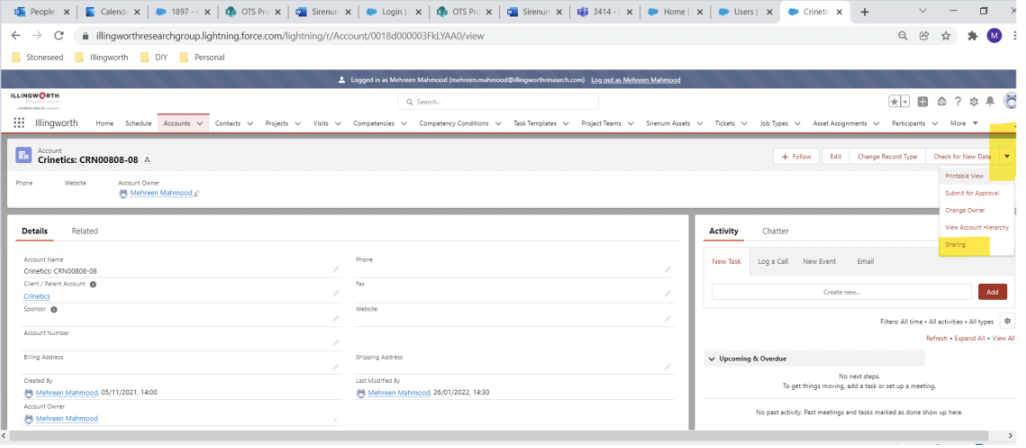 People
Calenda
1897 -
OTS Pro
Sirenum
Login |
OTS Pro
Sirenum
3414 -
Home |
Users |
Crinetic
illingworthresearchgroup.lightning.force.com/lightning/r/Account/0018d000003FkLYAA0/view
M
Stoneseed
Illingworth
DIY
Personal
Logged in as Mehreen Mahmood (mehreen.mahmood@illingworthresearch.com) Log out as Mehreen Mahmood
ILLINGWORTH
Search...
Illingworth
Home
Schedule
Accounts
Contacts
Projects
Visits
Competencies
Competency Conditions
Task Templates
Project Teams
Sirenum Assets
Tickets
Job Types
Asset Assignments
Participants
More
Account
Crinetics: CRN00808-08
+ Follow
Edit
Change Record Type
Check for New Data
Phone
Website
Account Owner
Mehreen Mahmood
Printable View
Submit for Approval
Change Owner
View Account Hierarchy
Sharing
Details
Related
Account Name
Crinetics: CRN00808-08
Phone
Client / Parent Account
Crinetics
Fax
Sponsor
Website
Account Number
Billing Address
Shipping Address
Created By
Mehreen Mahmood, 05/11/2021, 14:00
Last Modified By
Mehreen Mahmood, 26/01/2022, 14:30
Account Owner
Mehreen Mahmood
Activity
Chatter
New Task
Log a Call
New Event
Email
Create new...
Add
Filters: All time • All activities • All types
Refresh • Expand All • View All
Upcoming & Overdue
No next steps.
To get things moving, add a task or set up a meeting.
No past activity. Past meetings and tasks marked as done show up here.